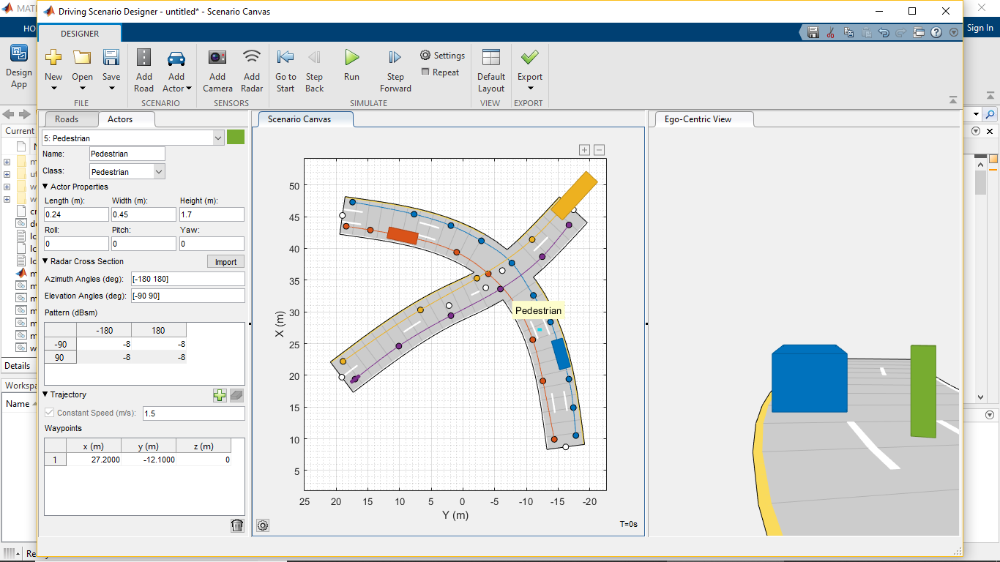 MAT
Driving Scenario Designer - untitled* - Scenario Canvas
HO
DESIGNER
Sign In
Design
App
New
Open
Save
Add
Road
Add
Actor
Add
Camera
Add
Radar
Go to
Start
Step
Back
Run
Step
Forward
Settings
Repeat
Default
Layout
Export
FILE
SCENARIO
SENSORS
SIMULATE
VIEW
EXPORT
Roads
Actors
Scenario Canvas
Ego-Centric View
Current
5: Pedestrian
Name:
Pedestrian
Class:
Pedestrian
Actor Properties
Length (m):
Width (m):
Height (m):
0.24
0.45
1.7
Roll:
Pitch:
Yaw:
0
0
0
Radar Cross Section
Import
Azimuth Angles (deg):
[-180 180]
Elevation Angles (deg):
[-90 90]
Pattern (dBsm)
-180
180
-90
-8
-8
90
-8
-8
Details
Workspa
Name
Trajectory
Constant Speed (m/s):
1.5
Waypoints
x (m)
y (m)
z (m)
1
27.2000
-12.1000
0
50
45
40
35
30
25
20
15
10
5
X (m)
Pedestrian
25
20
15
10
5
0
-5
-10
-15
-20
Y (m)
T=0s